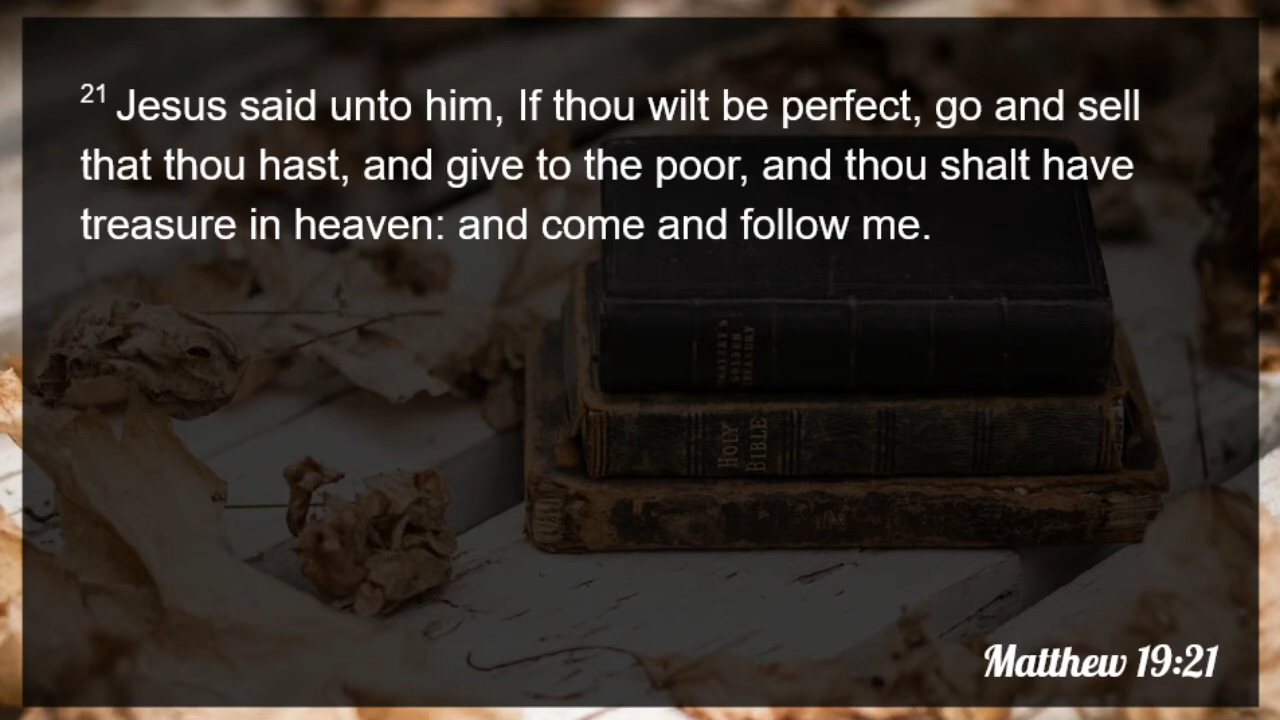 21 Jesus said unto him, If thou wilt be perfect, go and sell
that thou hast, and give to the poor, and thou shalt have
treasure in heaven: and come and follow me.
GOLDEN
TREASURY
HOLY
BIBLE
Matthew 19:21